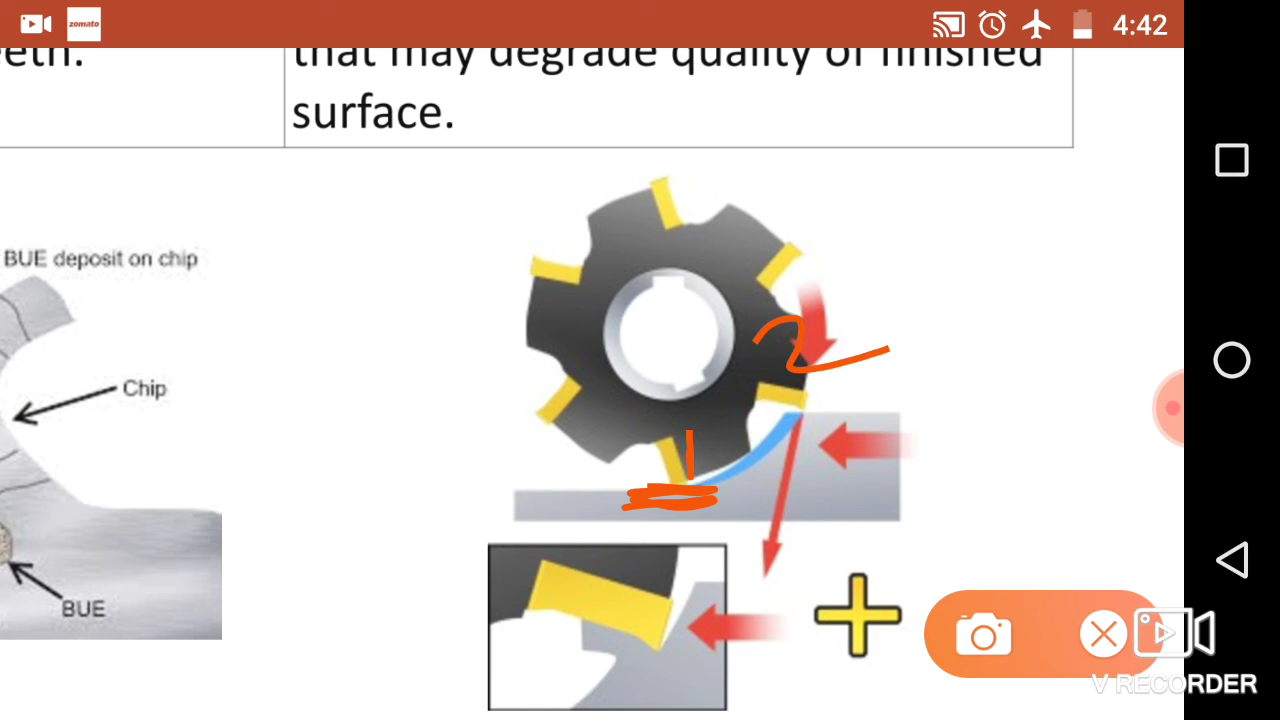 zomato
4:42
eeth.
that may degrade quality of finished
surface.
BUE deposit on chip
Chip
BUE
1
2
V RECORDER